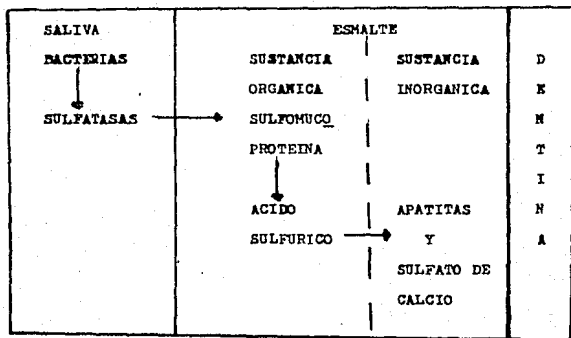 SALIVA
BACTERIAS
SULFATASAS
ESMALTE
SUSTANCIA
ORGANICA
SULFOMUCO
PROTEINA
ACIDO
SULFURICO
SUSTANCIA
INORGANICA
APATITAS
Y
SULFATO DE
CALCIO
D
E
N
T
I
N
A